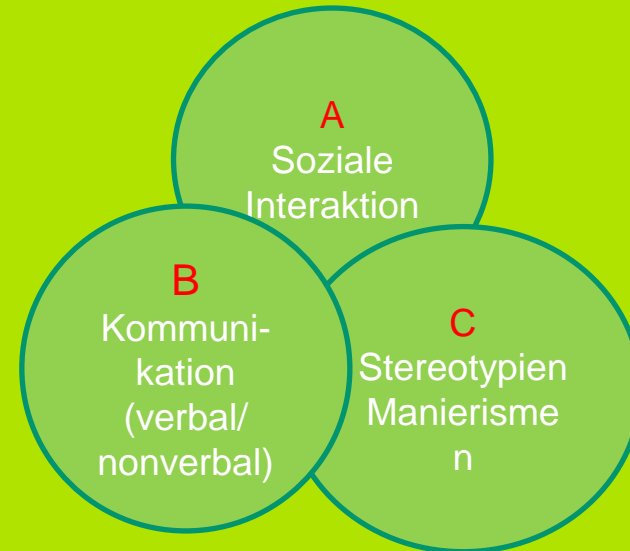 A
Soziale
Interaktion
B
Kommuni-
kation
(verbal/
nonverbal)
C
Stereotypien
Manierisme
n